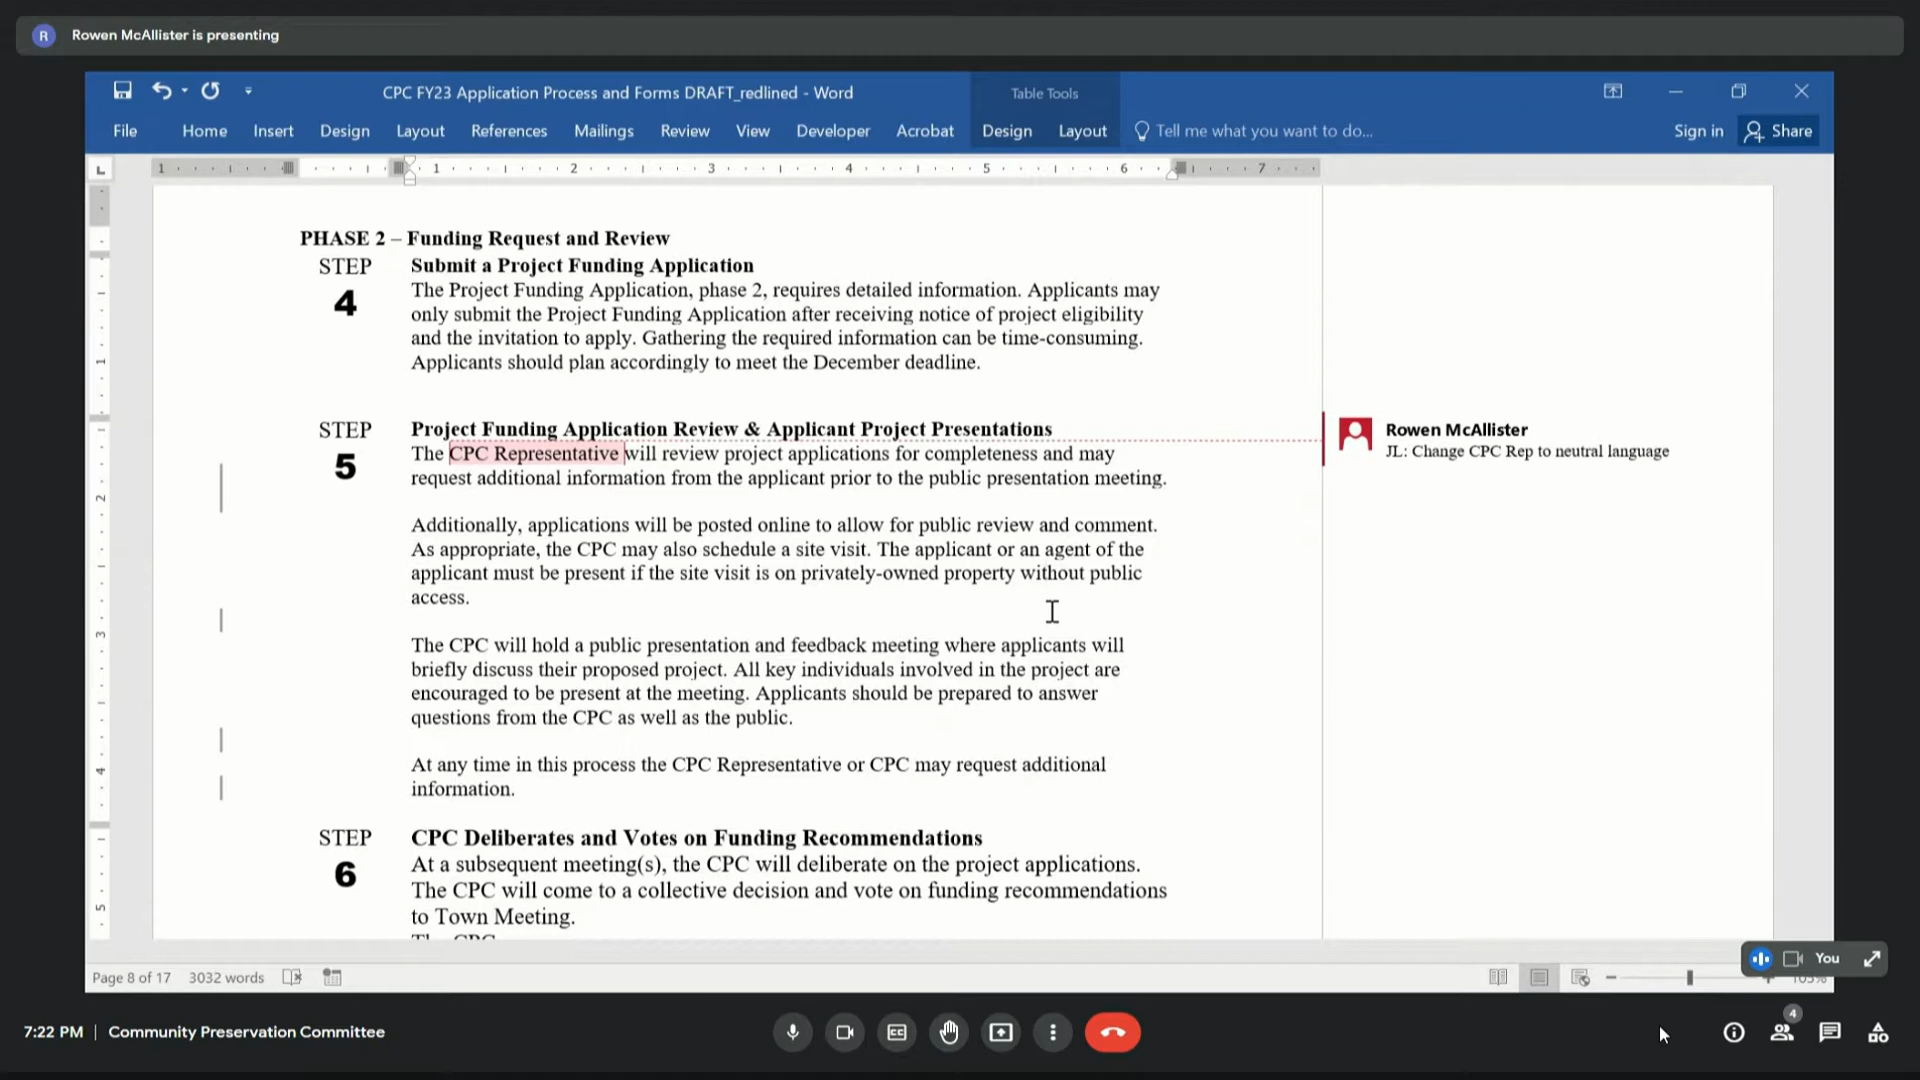 R Rowen McAllister is presenting
CPC FY23 Application Process and Forms DRAFT_redlined - Word
Table Tools
File Home Insert Design Layout References Mailings Review View Developer Acrobat Design Layout Tell me what you want to do... Sign in Share
1 1 2 3 4 5 6 7
PHASE 2 – Funding Request and Review
STEP 4 Submit a Project Funding Application
The Project Funding Application, phase 2, requires detailed information. Applicants may
only submit the Project Funding Application after receiving notice of project eligibility
and the invitation to apply. Gathering the required information can be time-consuming.
Applicants should plan accordingly to meet the December deadline.
STEP 5 Project Funding Application Review & Applicant Project Presentations
The CPC Representative will review project applications for completeness and may
request additional information from the applicant prior to the public presentation meeting.
Rowen McAllister
JL: Change CPC Rep to neutral language
Additionally, applications will be posted online to allow for public review and comment.
As appropriate, the CPC may also schedule a site visit. The applicant or an agent of the
applicant must be present if the site visit is on privately-owned property without public
access.
The CPC will hold a public presentation and feedback meeting where applicants will
briefly discuss their proposed project. All key individuals involved in the project are
encouraged to be present at the meeting. Applicants should be prepared to answer
questions from the CPC as well as the public.
At any time in this process the CPC Representative or CPC may request additional
information.
STEP 6 CPC Deliberates and Votes on Funding Recommendations
At a subsequent meeting(s), the CPC will deliberate on the project applications.
The CPC will come to a collective decision and vote on funding recommendations
to Town Meeting.
1
2
3
4
5
You
Page 8 of 17 3032 words
7:22 PM | Community Preservation Committee
CC
4